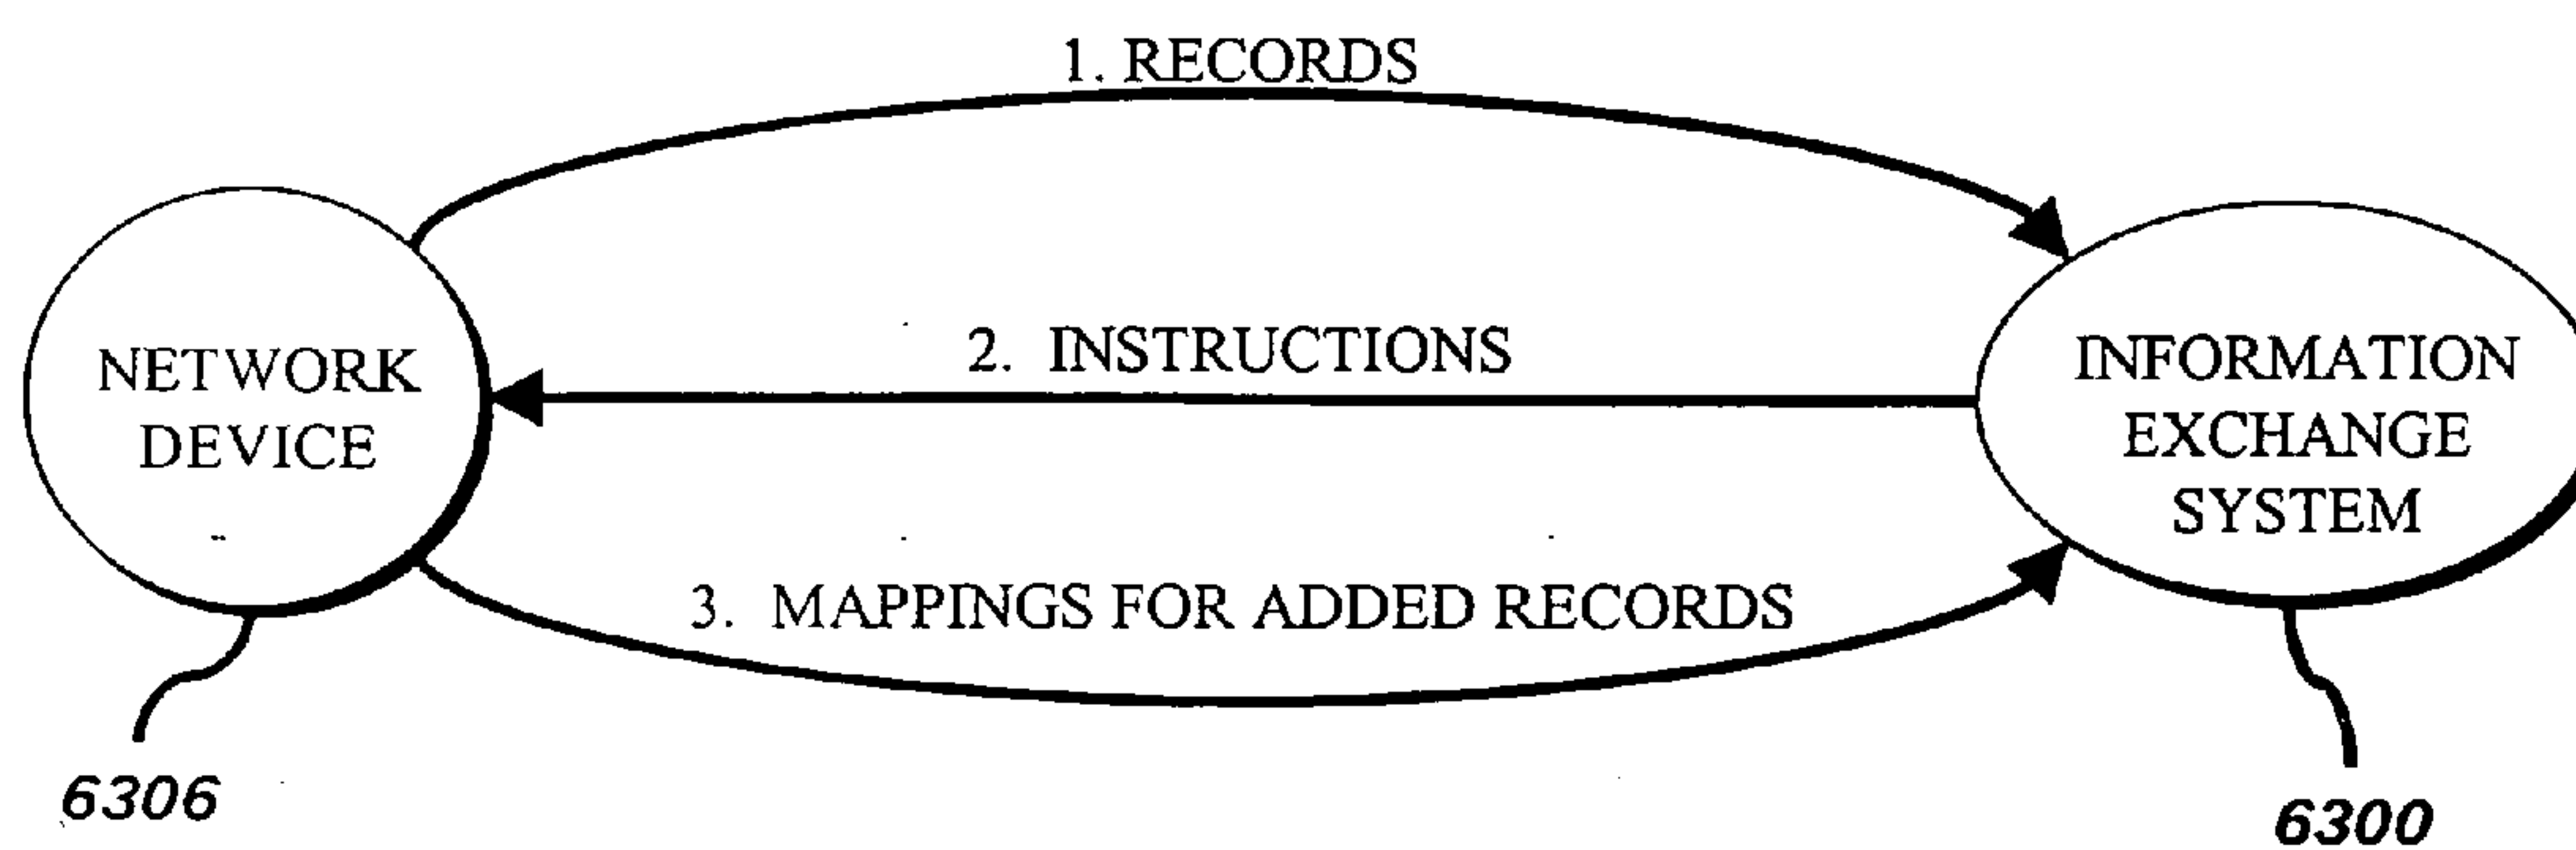 1. RECORDS
2. INSTRUCTIONS
3. MAPPINGS FOR ADDED RECORDS
NETWORK
DEVICE
INFORMATION
EXCHANGE
SYSTEM
6306
6300